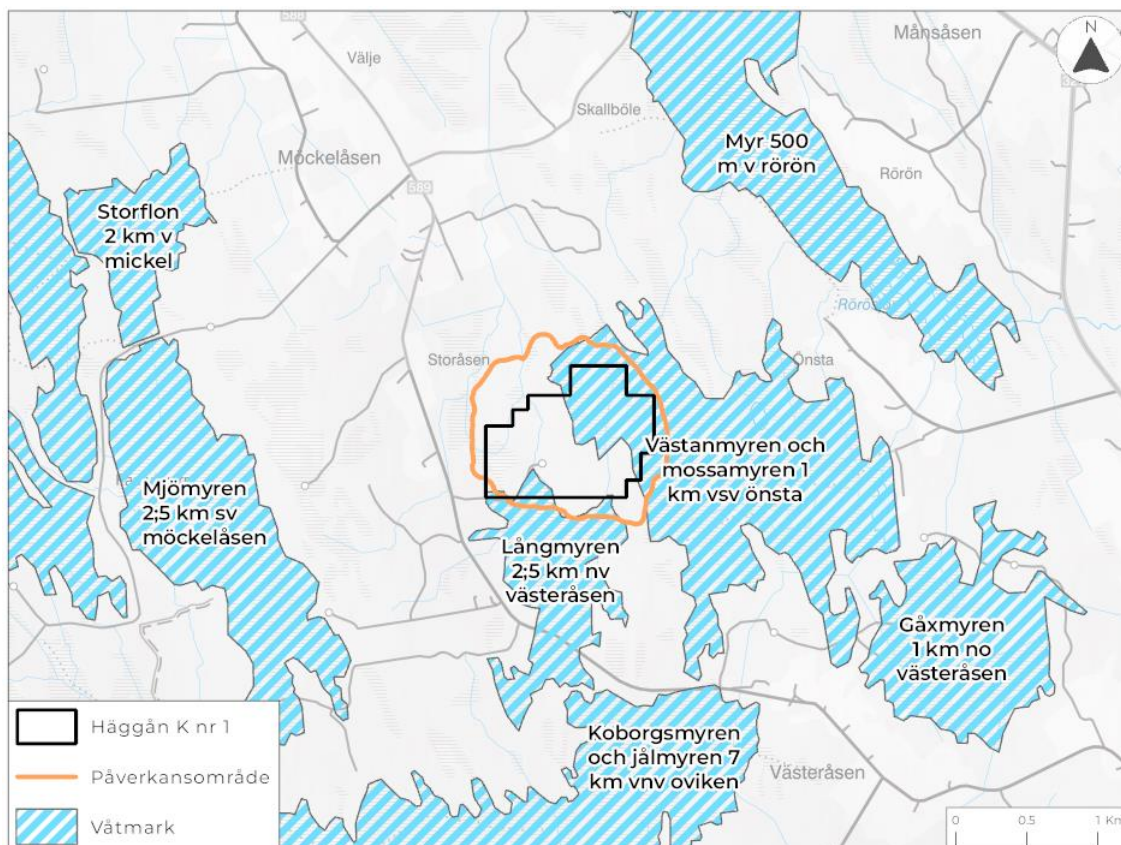 588
Välje
Månsåsen
N
Skallböle
Möckelåsen
Myr 500
m v rörön
Rörön
589
Storflon
2 km v
mickel
Storåsen
Önsta
Västanmyren och
mossamyren 1
km vsv önsta
Mjömyren
2;5 km sv
möckelåsen
Långmyren
2;5 km nv
västeråsen
Gåxmyren
1 km no
västeråsen
Koborgsmyren
och jålmyren 7
km vnv oviken
Västeråsen
Häggån K nr 1
Påverkansområde
Våtmark
0 0.5 1 Km